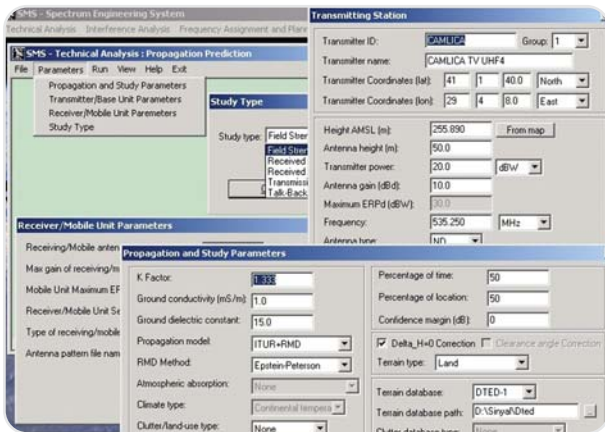 SMS - Spectrum Engineering System
Technical Analysis Interference Analysis Frequency Assignment and Plann
SMS - Technical Analysis : Propagation Prediction
File Parameters Run View Help Exit
Propagation and Study Parameters
Transmitter/Base Unit Parameters
Receiver/Mobile Unit Paremeters
Study Type
Study Type
Study type: Field Stren
Field Stren
Received
Received
Transmissi
Talk-Back
Transmitting Station
Transmitter ID: CAMLICA Group: 1
Transmitter name: CAMLICA TV UHF4
Transmitter Coordinates (lat): 41 1 40.0 North
Transmitter Coordinates (lon): 29 4 8.0 East
Height AMSL (m): 255.890 From map
Antenna height (m): 50.0
Transmitter power: 20.0 dBW
Antenna gain (dBd): 10.0
Maximum ERPd (dBW): 30.0
Frequency: 535.250 MHz
Antenna type: ND
Receiver/Mobile Unit Parameters
Receiving/Mobile anten
Max gain of receiving/m
Mobile Unit Maximum EF
Receiver/Mobile Unit Se
Type of receiving/mobile
Antenna pattern file nam
Propagation and Study Parameters
K Factor: 1.333
Ground conductivity (mS/m): 1.0
Ground dielectric constant: 15.0
Propagation model: ITUR+RMD
RMD Method: Epstein-Peterson
Atmospheric absorption: None
Climate type: Continental tempera
Clutter/land-use type: None
Percentage of time: 50
Percentage of location: 50
Confidence margin (dB): 0
Delta_H=0 Correction Clearance angle Correction
Terrain type: Land
Terrain database: DTED-1
Terrain database path: D:\Sinyal\Dted
Clutter database type: None